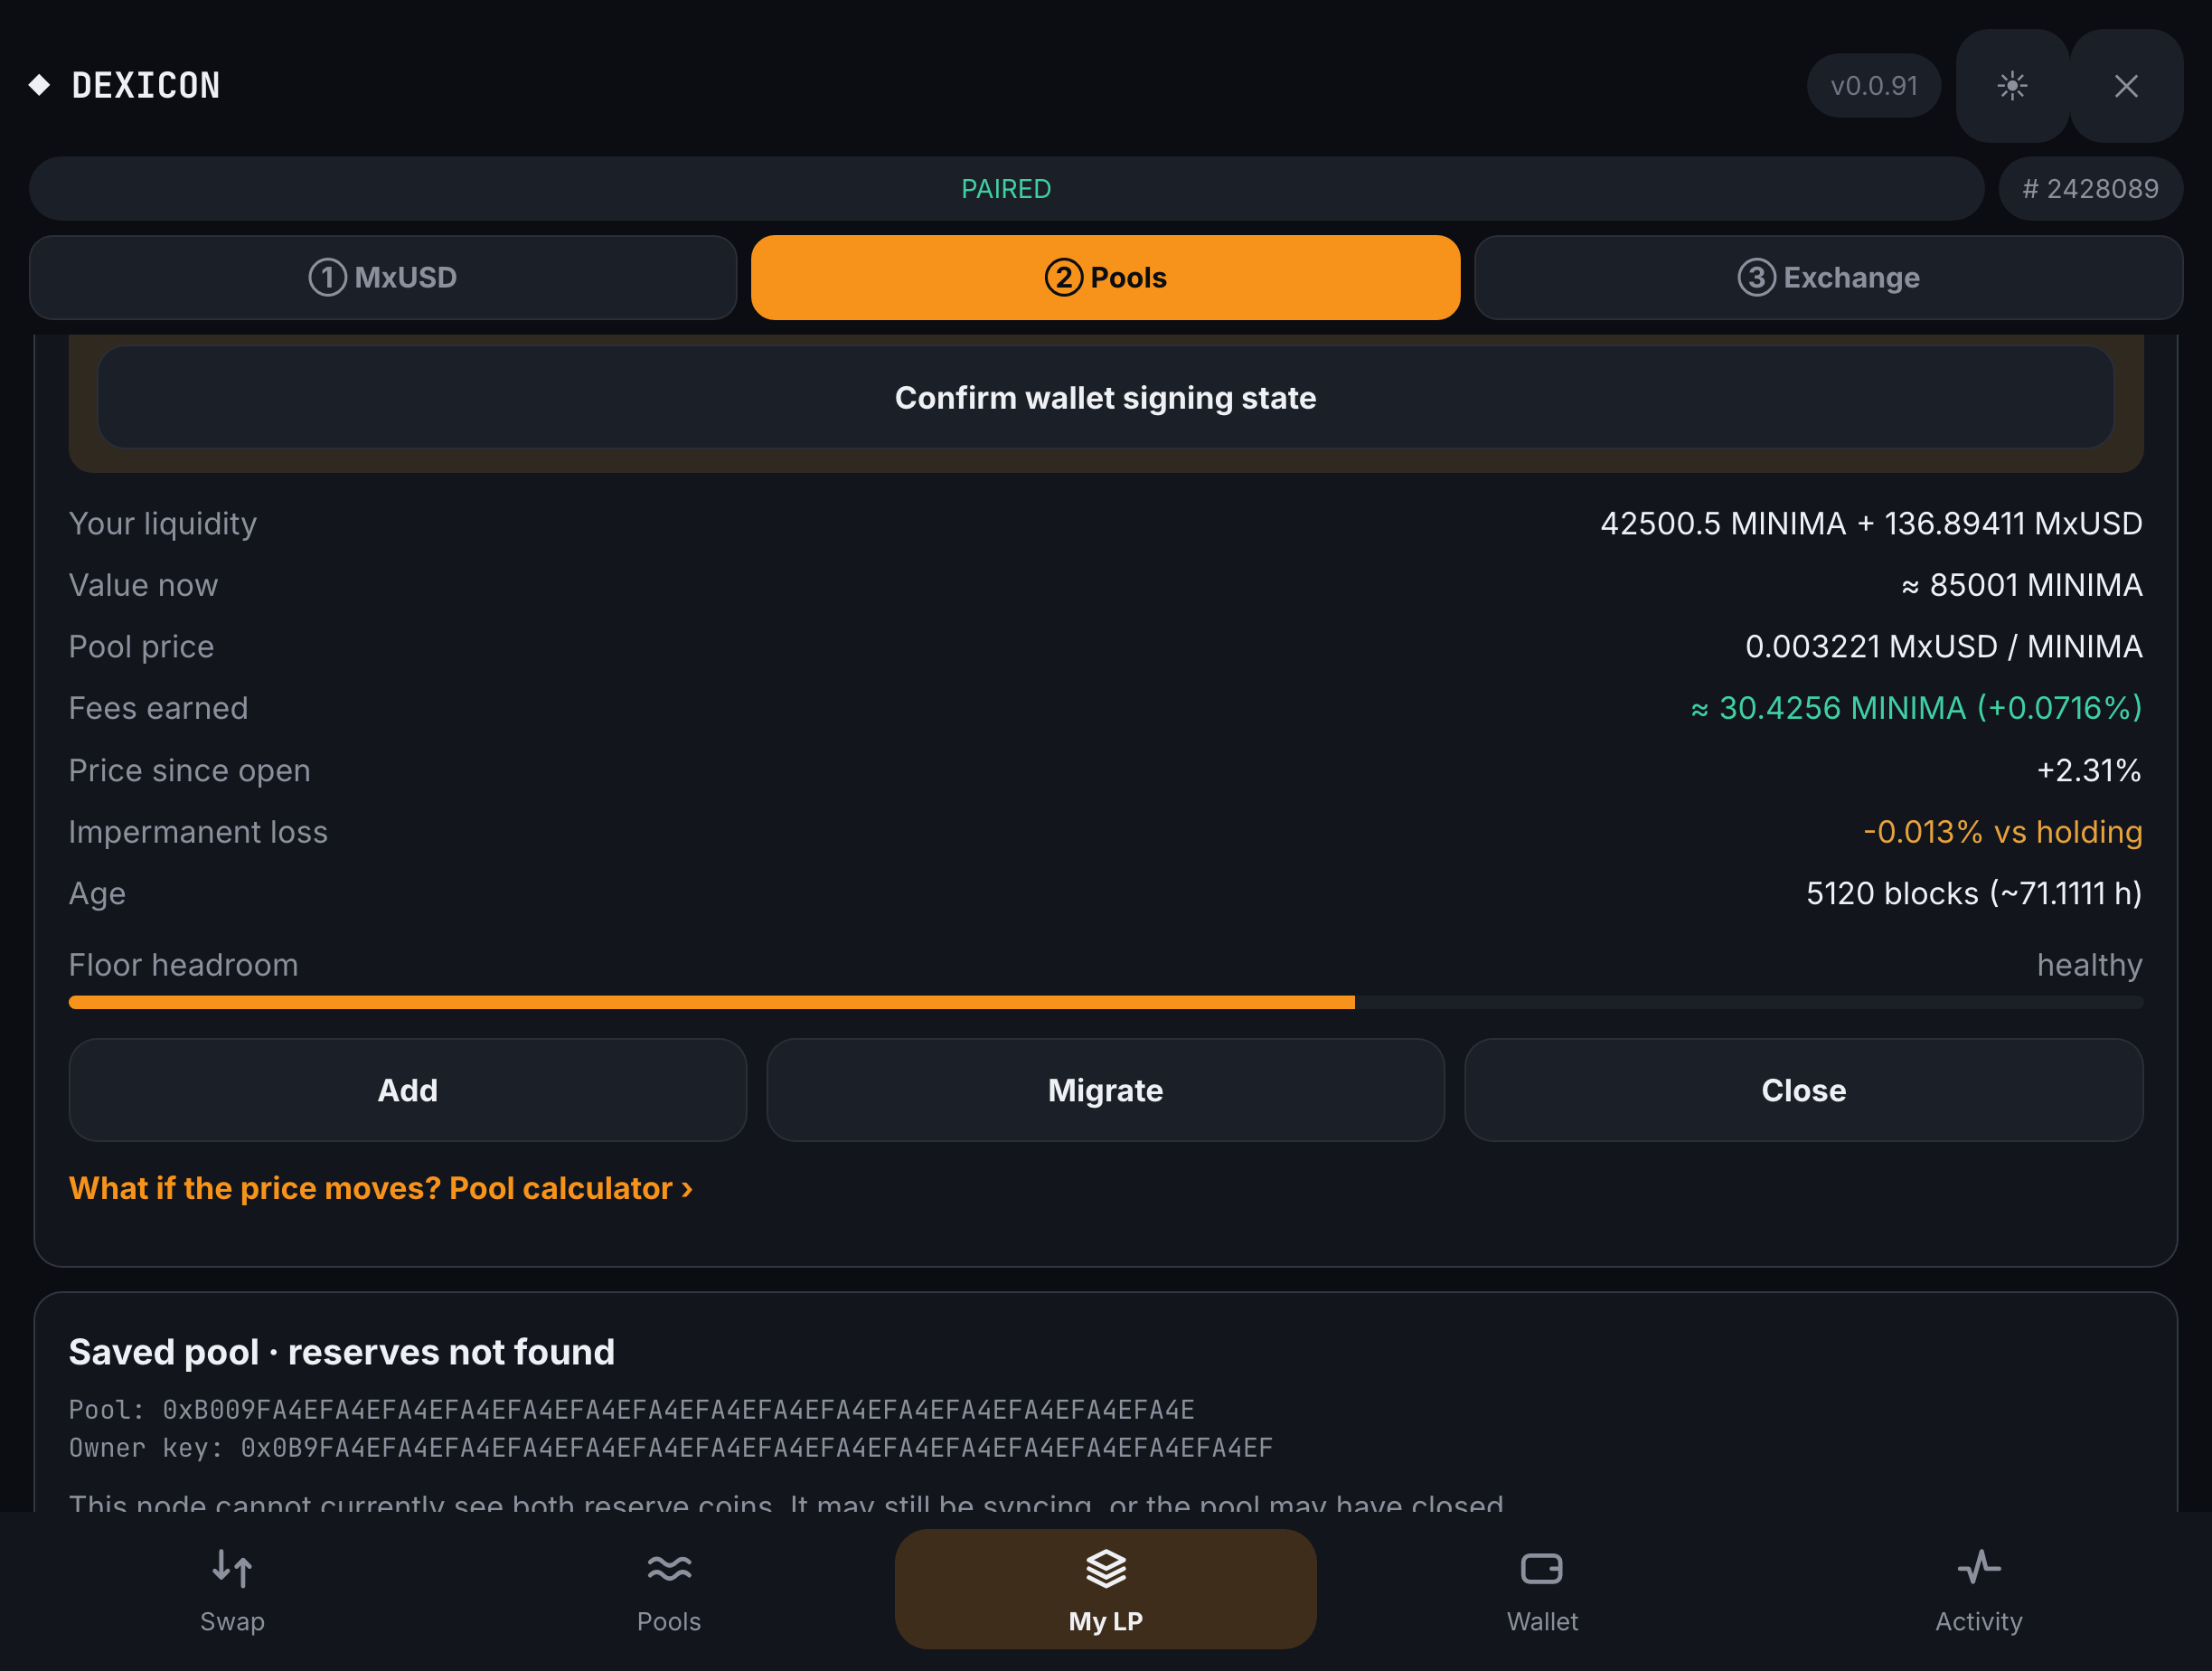 DEXICON
v0.0.91
PAIRED
# 2428089
① MxUSD
② Pools
③ Exchange
Confirm wallet signing state
Your liquidity 42500.5 MINIMA + 136.89411 MxUSD
Value now ≈ 85001 MINIMA
Pool price 0.003221 MxUSD / MINIMA
Fees earned ≈ 30.4256 MINIMA (+0.0716%)
Price since open +2.31%
Impermanent loss -0.013% vs holding
Age 5120 blocks (~71.1111 h)
Floor headroom healthy
Add
Migrate
Close
What if the price moves? Pool calculator ›
Saved pool · reserves not found
Pool: 0xB009FA4EFA4EFA4EFA4EFA4EFA4EFA4EFA4EFA4EFA4EFA4EFA4EFA4EFA4EFA4EFA4E
Owner key: 0x0B9FA4EFA4EFA4EFA4EFA4EFA4EFA4EFA4EFA4EFA4EFA4EFA4EFA4EFA4EFA4EF
This node cannot currently see both reserve coins. It may still be syncing, or the pool may have closed.
Swap
Pools
My LP
Wallet
Activity